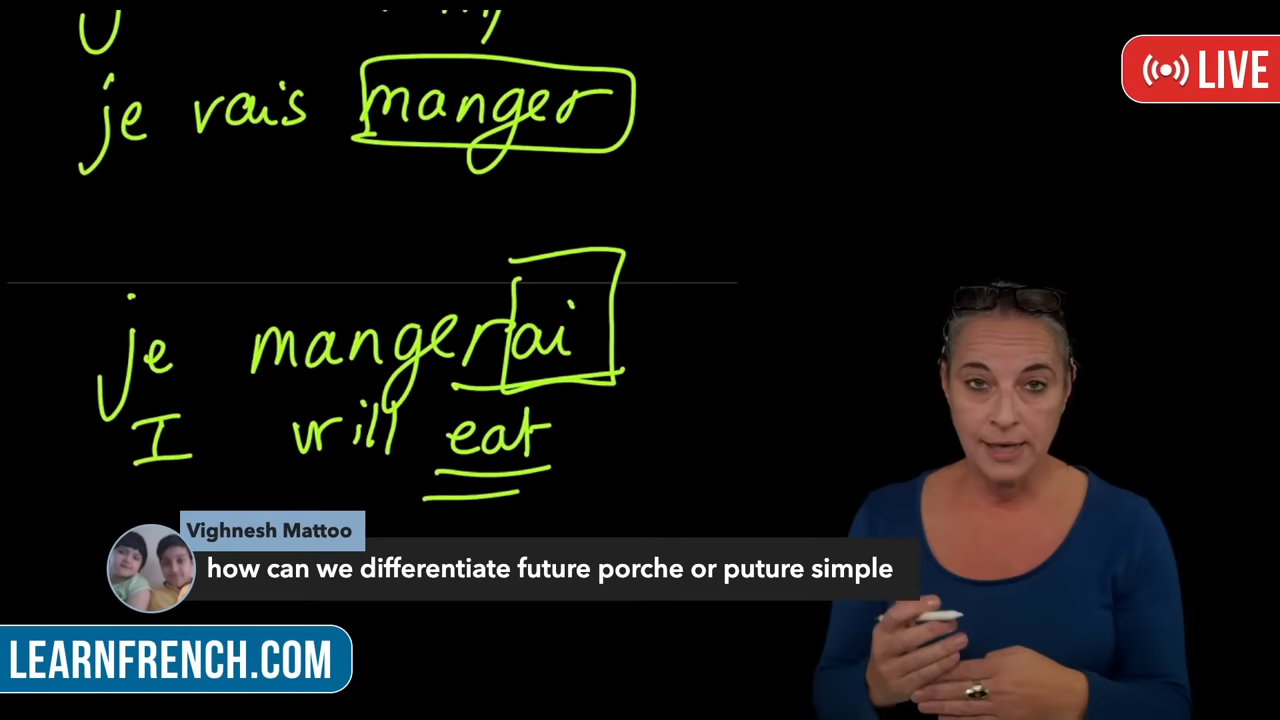 LIVE
je vais manger
je mangerai
I will eat
Vighnesh Mattoo
how can we differentiate future porche or puture simple
LEARNFRENCH.COM